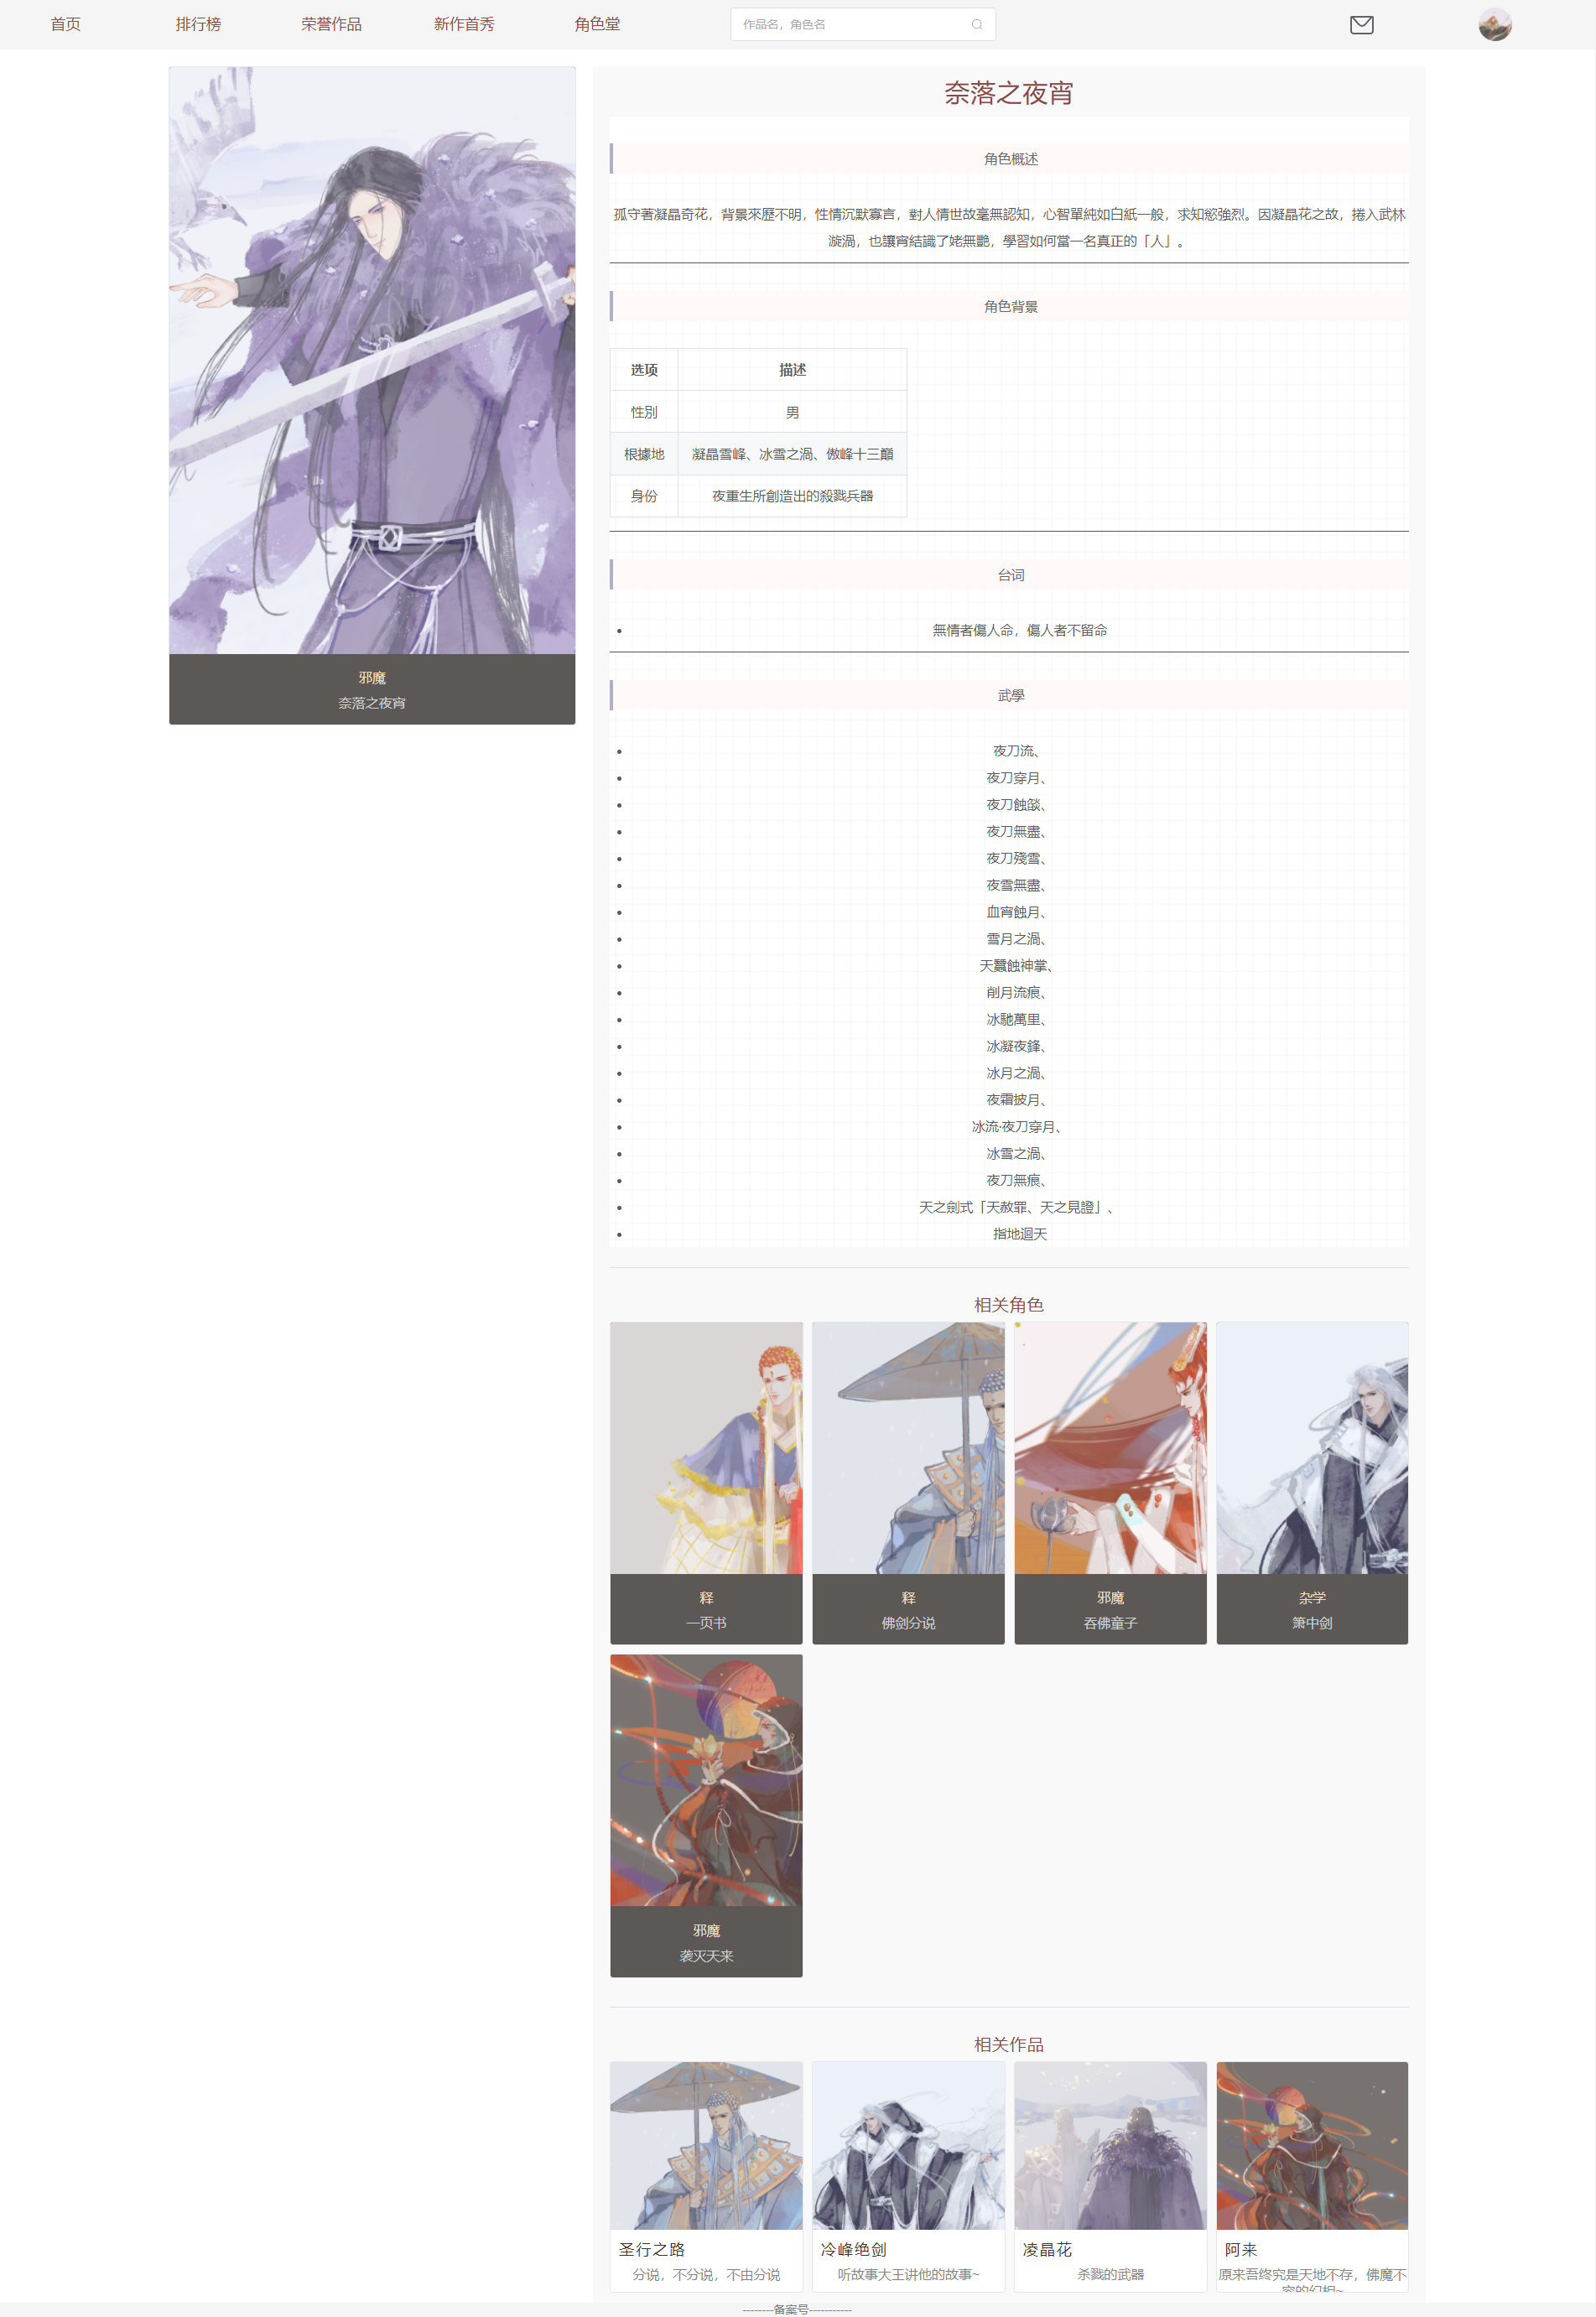 首页 排行榜 荣誉作品 新作首秀 角色堂 作品名，角色名
邪魔
奈落之夜宵
奈落之夜宵
角色概述
孤守著凝晶奇花，背景來歷不明，性情沉默寡言，對人情世故毫無認知，心智單純如白紙一般，求知慾強烈。因凝晶花之故，捲入武林
漩渦，也讓宵結識了姥無艷，學習如何當一名真正的「人」。
角色背景
选项 描述
性別 男
根據地 凝晶雪峰、冰雪之渦、傲峰十三巔
身份 夜重生所創造出的殺戮兵器
台词
無情者傷人命，傷人者不留命
武學
夜刀流、
夜刀穿月、
夜刀蝕燄、
夜刀無盡、
夜刀殘雪、
夜雪無盡、
血宵蝕月、
雪月之渦、
天蠶蝕神掌、
削月流痕、
冰馳萬里、
冰凝夜鋒、
冰月之渦、
夜霜披月、
冰流·夜刀穿月、
冰雪之渦、
夜刀無痕、
天之劍式「天赦罪、天之見證」、
指地迴天
相关角色
释 释 邪魔 杂学
一页书 佛剑分说 吞佛童子 箫中剑
邪魔
袭灭天来
相关作品
圣行之路 冷峰绝剑 凌晶花 阿来
分说，不分说，不由分说 听故事大王讲他的故事~ 杀戮的武器 原来吾终究是天地不存，佛魔不
容的幻相~
--------备案号-----------